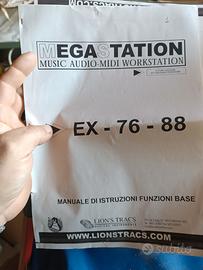 MEGASTATION
MUSIC AUDIO-MIDI WORKSTATION
EX - 76 - 88
MANUALE DI ISTRUZIONI FUNZIONI BASE
LION'S TRACS
WWW.LIONSTRACS.COM
subito